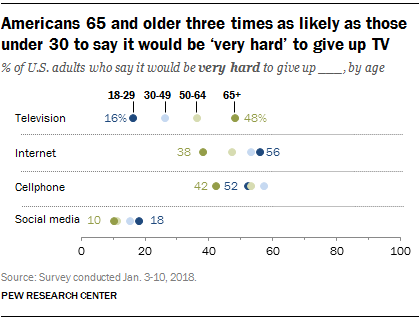 Americans 65 and older three times as likely as those
under 30 to say it would be ‘very hard’ to give up TV
% of U.S. adults who say it would be very hard to give up ____, by age
18-29 30-49 50-64 65+
Television 16% 48%
Internet 38 56
Cellphone 42 52
Social media 10 18
0 20 40 60 80 100
Source: Survey conducted Jan. 3-10, 2018.
PEW RESEARCH CENTER